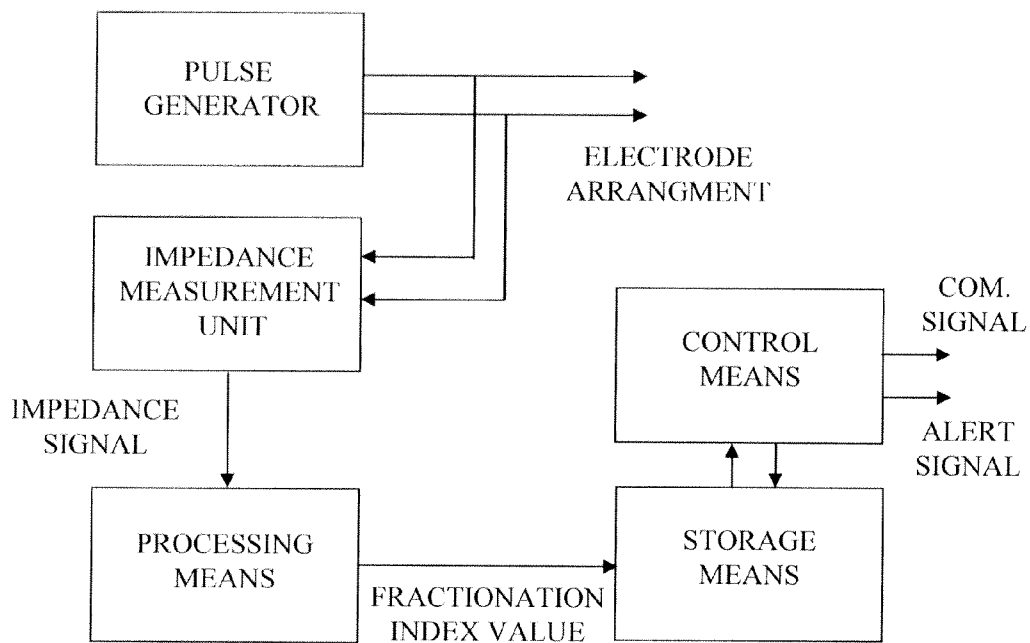 PULSE
GENERATOR
ELECTRODE
ARRANGMENT
IMPEDANCE
MEASUREMENT
UNIT
COM.
SIGNAL
CONTROL
MEANS
ALERT
SIGNAL
IMPEDANCE
SIGNAL
PROCESSING
MEANS
FRACTIONATION
INDEX VALUE
STORAGE
MEANS